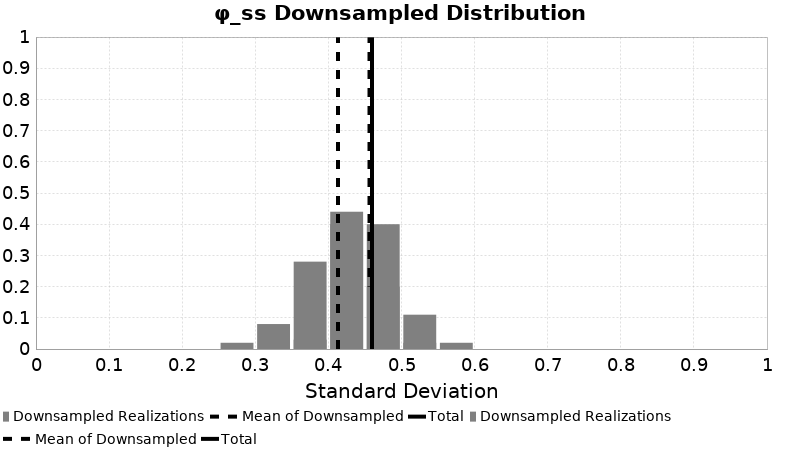 φ_ss Downsampled Distribution
1
0.9
0.8
0.7
0.6
0.5
0.4
0.3
0.2
0.1
0
0 0.1 0.2 0.3 0.4 0.5 0.6 0.7 0.8 0.9 1
Standard Deviation
Downsampled Realizations Mean of Downsampled Total Downsampled Realizations
Mean of Downsampled Total